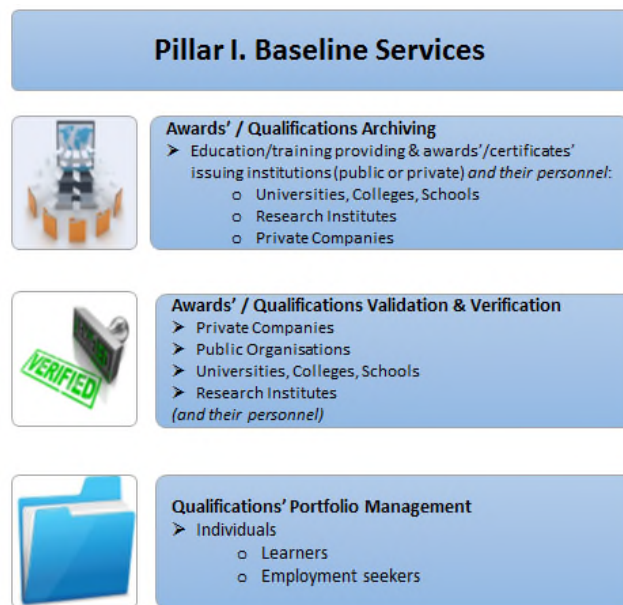 Pillar I. Baseline Services
Awards' / Qualifications Archiving
➤ Education/training providing & awards'/certificates'
issuing institutions (public or private) and their personnel:
o Universities, Colleges, Schools
o Research Institutes
o Private Companies
VERIFIED
Awards' / Qualifications Validation & Verification
➤ Private Companies
➤ Public Organisations
➤ Universities, Colleges, Schools
➤ Research Institutes
(and their personnel)
Qualifications' Portfolio Management
➤ Individuals
o Learners
o Employment seekers